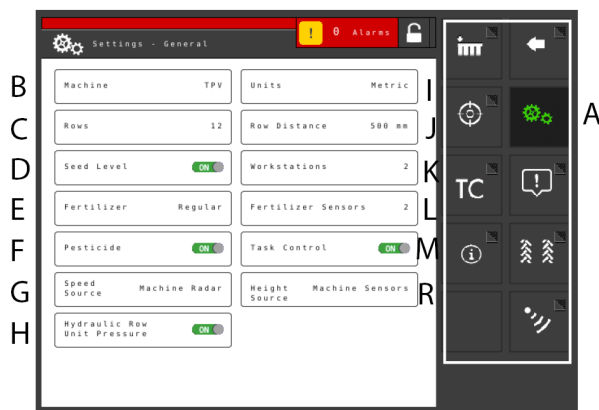 ! 0 Alarms
Settings - General
A
B Machine TPV Units Metric I
C Rows 12 Row Distance 500 mm J
D Seed Level ON Workstations 2 K
E Fertilizer Regular Fertilizer Sensors 2 L
F Pesticide ON Task Control ON M
G Speed Source Machine Radar Height Source Machine Sensors R
H Hydraulic Row Unit Pressure ON
TC !
i